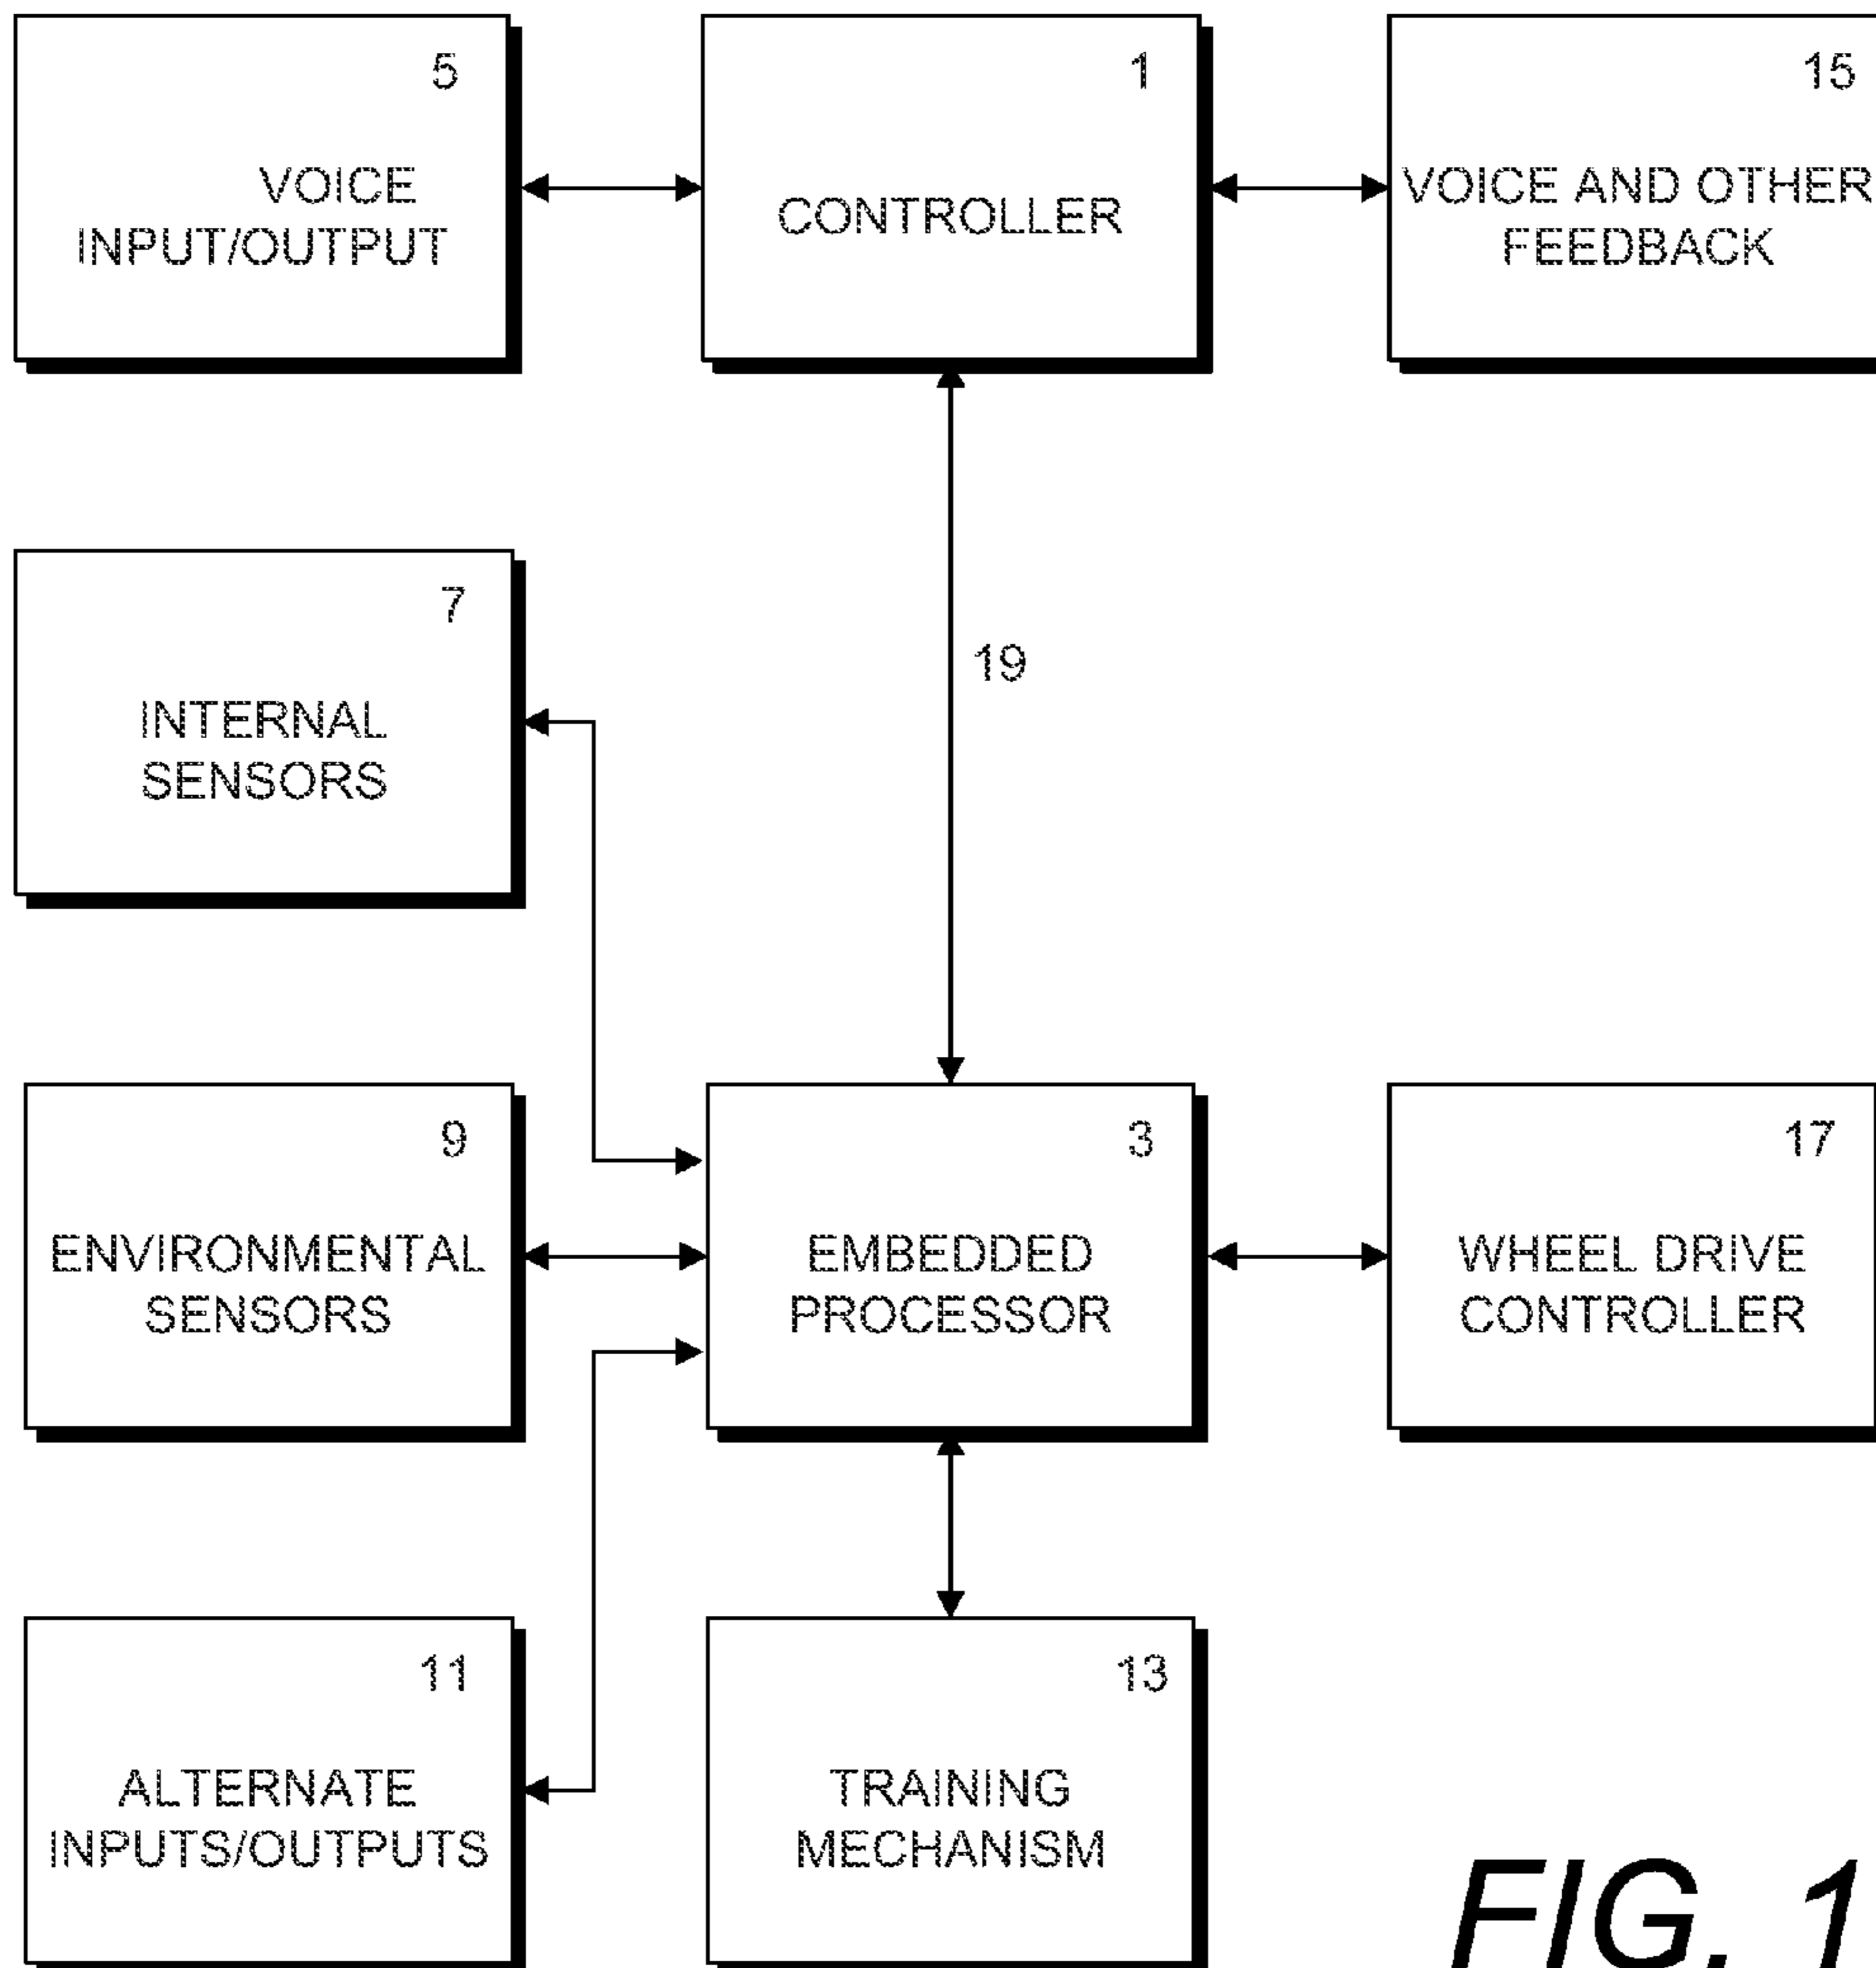 5
VOICE
INPUT/OUTPUT
1
CONTROLLER
15
VOICE AND OTHER
FEEDBACK
7
INTERNAL
SENSORS
19
9
ENVIRONMENTAL
SENSORS
3
EMBEDDED
PROCESSOR
17
WHEEL DRIVE
CONTROLLER
11
ALTERNATE
INPUTS/OUTPUTS
13
TRAINING
MECHANISM
FIG. 1